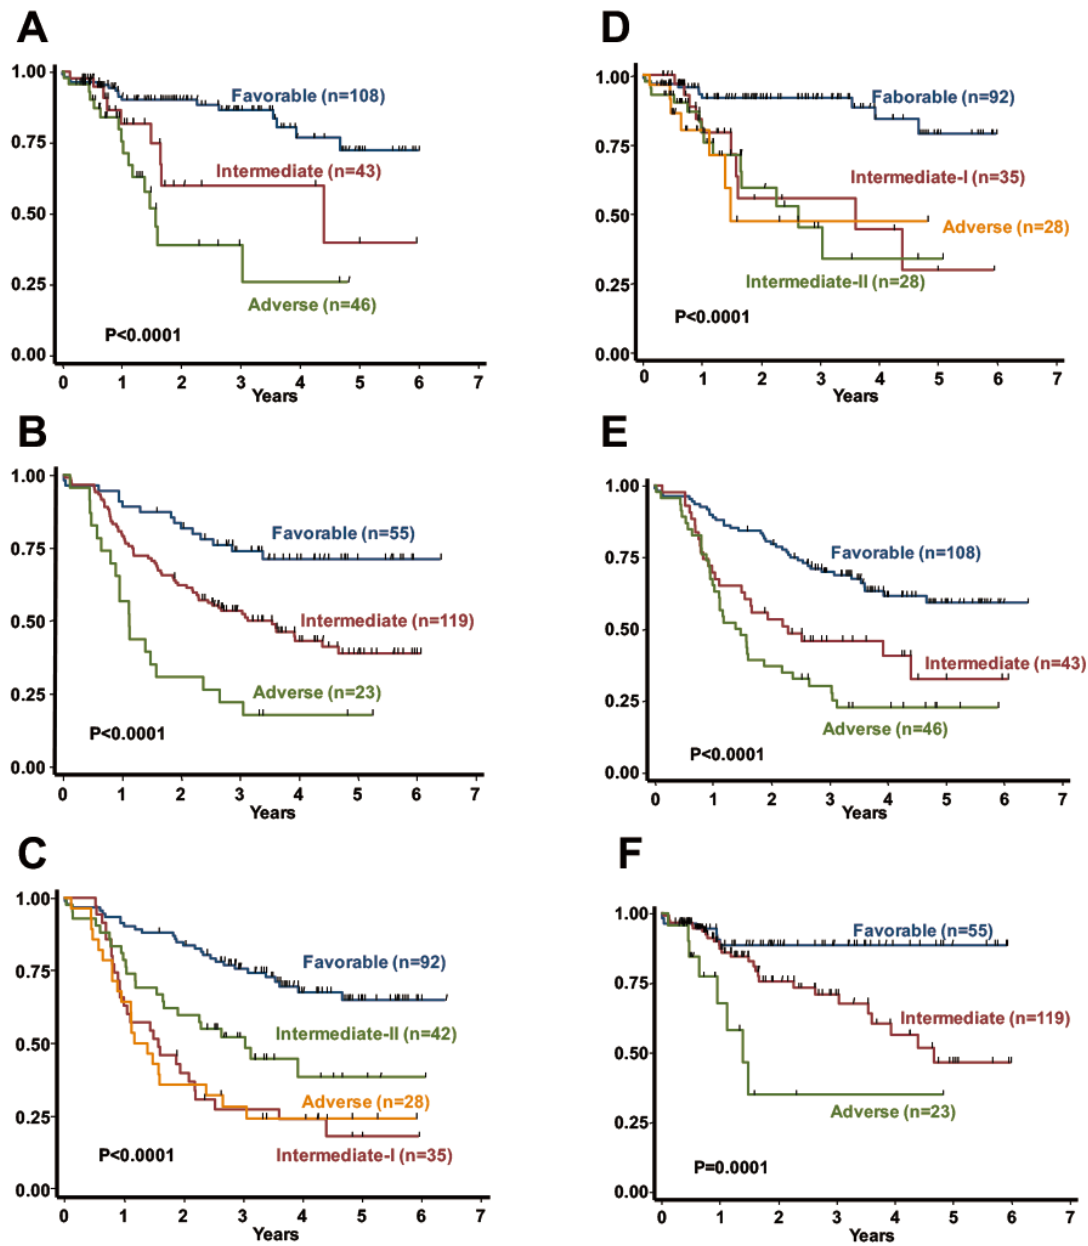 A
1.00
0.75
0.50
0.25
0.00
Favorable (n=108)
Intermediate (n=43)
Adverse (n=46)
P<0.0001
0 1 2 3 4 5 6 7
Years
D
1.00
0.75
0.50
0.25
0.00
Faborable (n=92)
Intermediate-I (n=35)
Adverse (n=28)
Intermediate-II (n=28)
P<0.0001
0 1 2 3 4 5 6 7
Years
B
1.00
0.75
0.50
0.25
0.00
Favorable (n=55)
Intermediate (n=119)
Adverse (n=23)
P<0.0001
0 1 2 3 4 5 6 7
Years
E
1.00
0.75
0.50
0.25
0.00
Favorable (n=108)
Intermediate (n=43)
Adverse (n=46)
P<0.0001
0 1 2 3 4 5 6 7
Years
C
1.00
0.75
0.50
0.25
0.00
Favorable (n=92)
Intermediate-II (n=42)
Adverse (n=28)
Intermediate-I (n=35)
P<0.0001
0 1 2 3 4 5 6 7
Years
F
1.00
0.75
0.50
0.25
0.00
Favorable (n=55)
Intermediate (n=119)
Adverse (n=23)
P=0.0001
0 1 2 3 4 5 6 7
Years